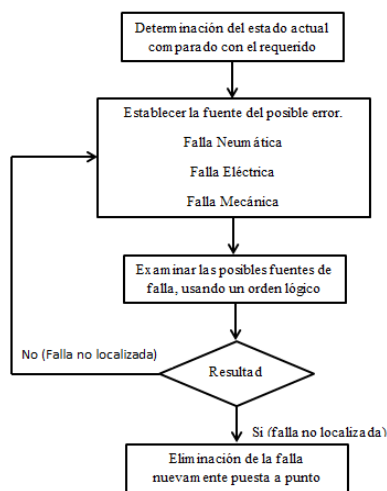 Determinación del estado actual
comparado con el requerido
Establecer la fuente del posible error.
Falla Neumática
Falla Eléctrica
Falla Mecánica
Examinar las posibles fuentes de
falla, usando un orden lógico
No (Falla no localizada)
Resultad
Si (falla no localizada)
Eliminación de la falla
nuevamente puesta a punto